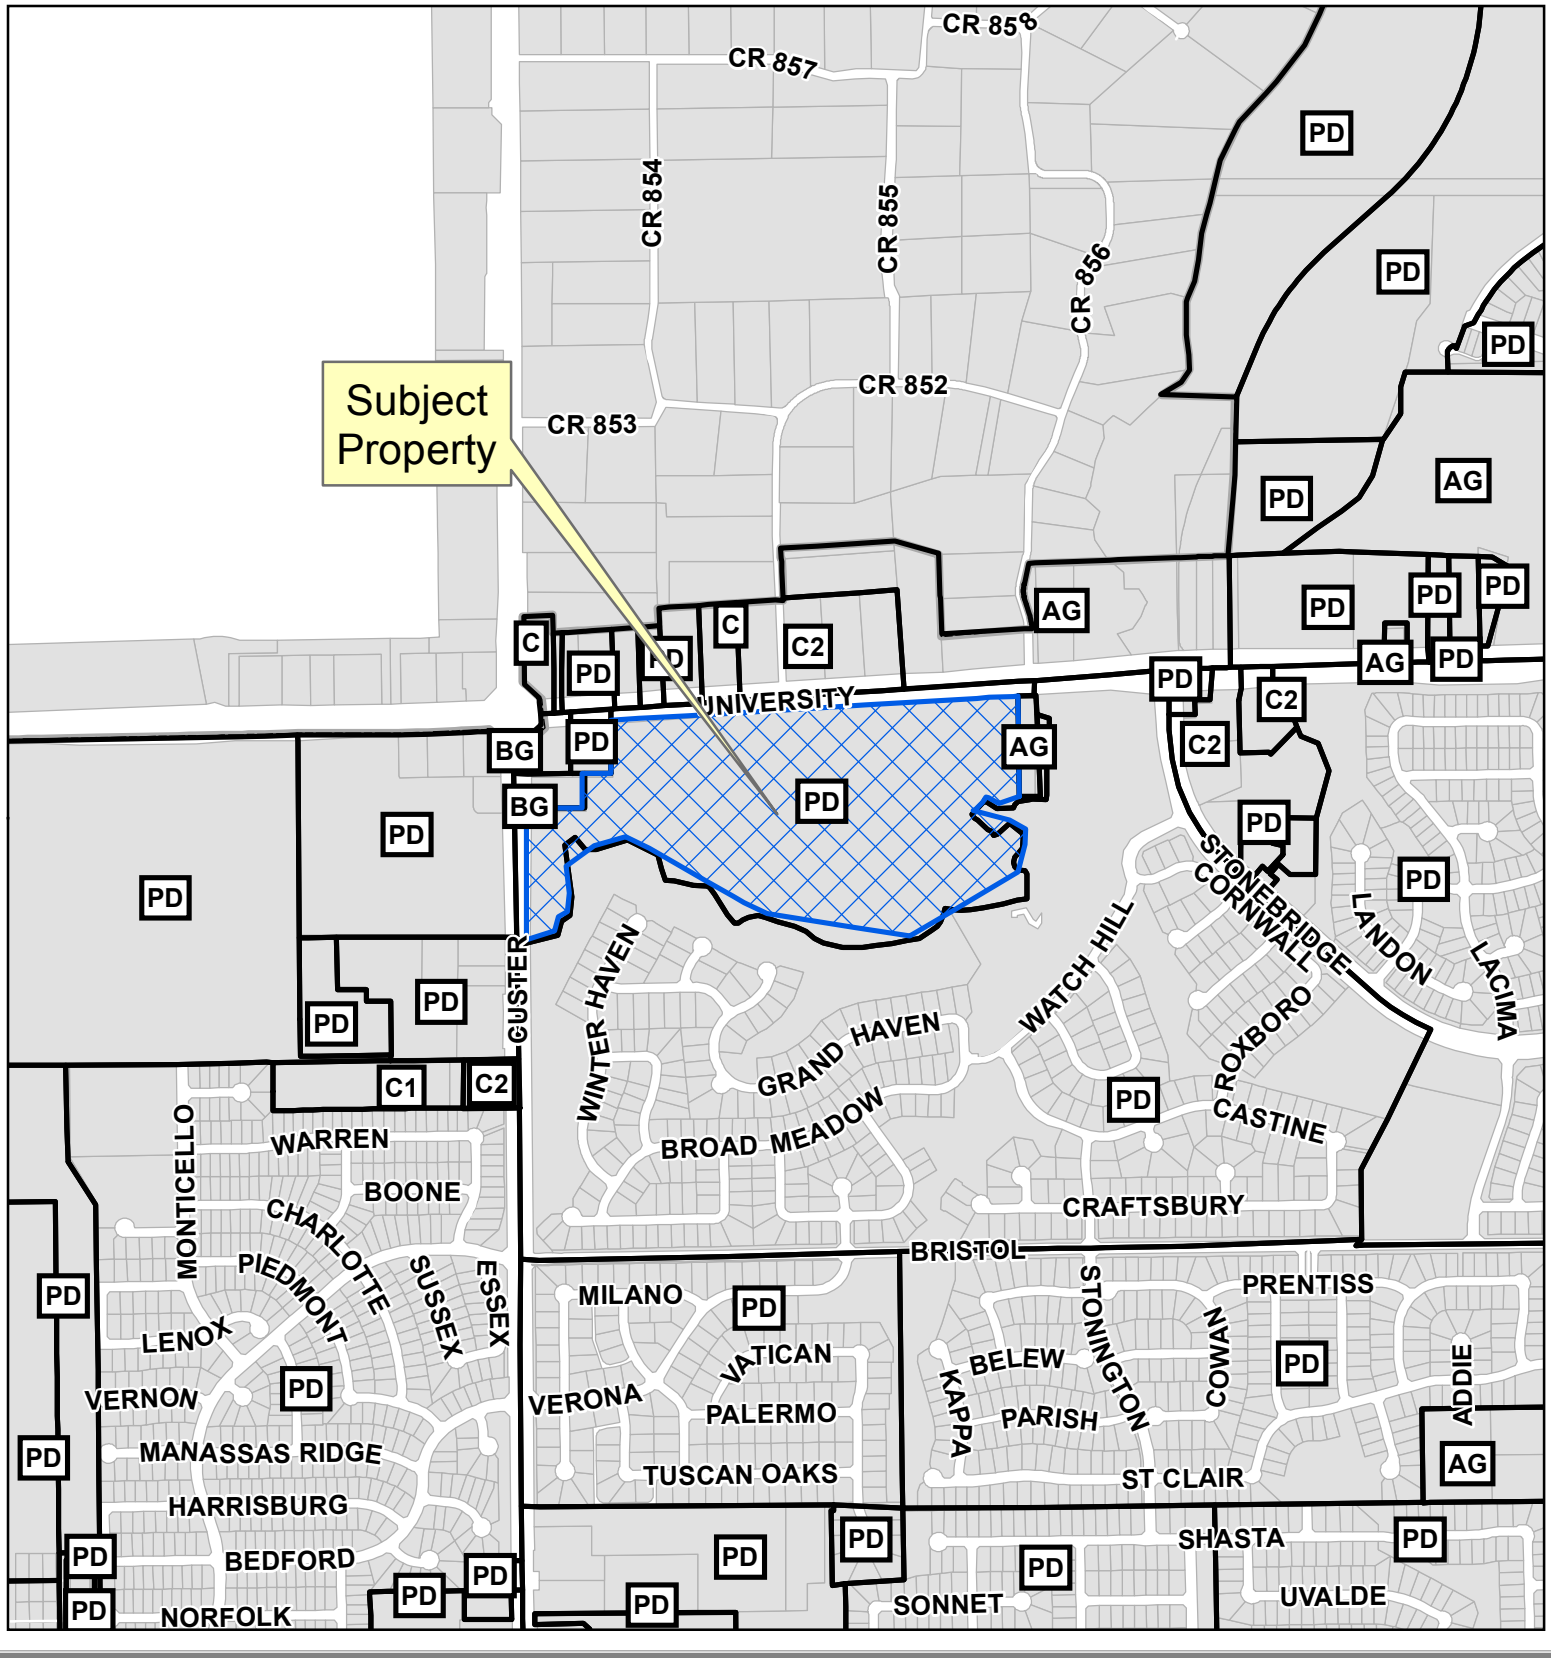 CR 858
CR 857
PD
CR 854
CR 855
CR 856
PD
PD
Subject
Property
CR 852
CR 853
AG
PD
PD
PD
PD
AG
C
C
C2
PD
PD
AG
PD
PD
C2
UNIVERSITY
BG
PD
AG
C2
BG
PD
PD
PD
STONEBRIDGE
CORNWALL
PD
PD
LANDON
WATCH HILL
WINTER HAVEN
CUSTER
LACIMA
PD
PD
GRAND HAVEN
ROXBORO
C1
C2
BROAD MEADOW
PD
CASTINE
MONTICELLO
WARREN
BOONE
CRAFTSBURY
CHARLOTTE
BRISTOL
PIEDMONT
SUSSEX
ESSEX
PD
MILANO
PD
STONINGTON
PRENTISS
LENOX
VATICAN
BELEW
COWAN
PD
ADDIE
VERNON
PD
VERONA
PALERMO
KAPPA
PARISH
PD
MANASSAS RIDGE
TUSCAN OAKS
ST CLAIR
AG
HARRISBURG
PD
BEDFORD
PD
PD
SHASTA
PD
PD
PD
PD
PD
PD
SONNET
UVALDE
NORFOLK